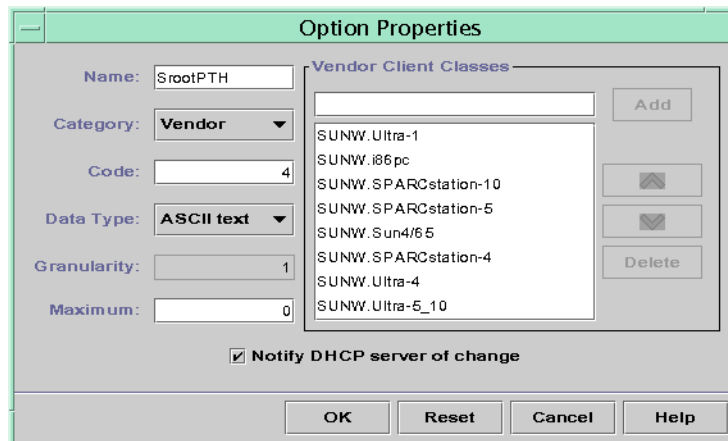 Option Properties
Name: SrootPTH
Category: Vendor
Code: 4
Data Type: ASCII text
Granularity: 1
Maximum: 0
Vendor Client Classes
Add
SUNW.Ultra-1
SUNW.i86pc
SUNW.SPARCstation-10
SUNW.SPARCstation-5
SUNW.Sun4/65
SUNW.SPARCstation-4
SUNW.Ultra-4
SUNW.Ultra-5_10
Delete
Notify DHCP server of change
OK Reset Cancel Help